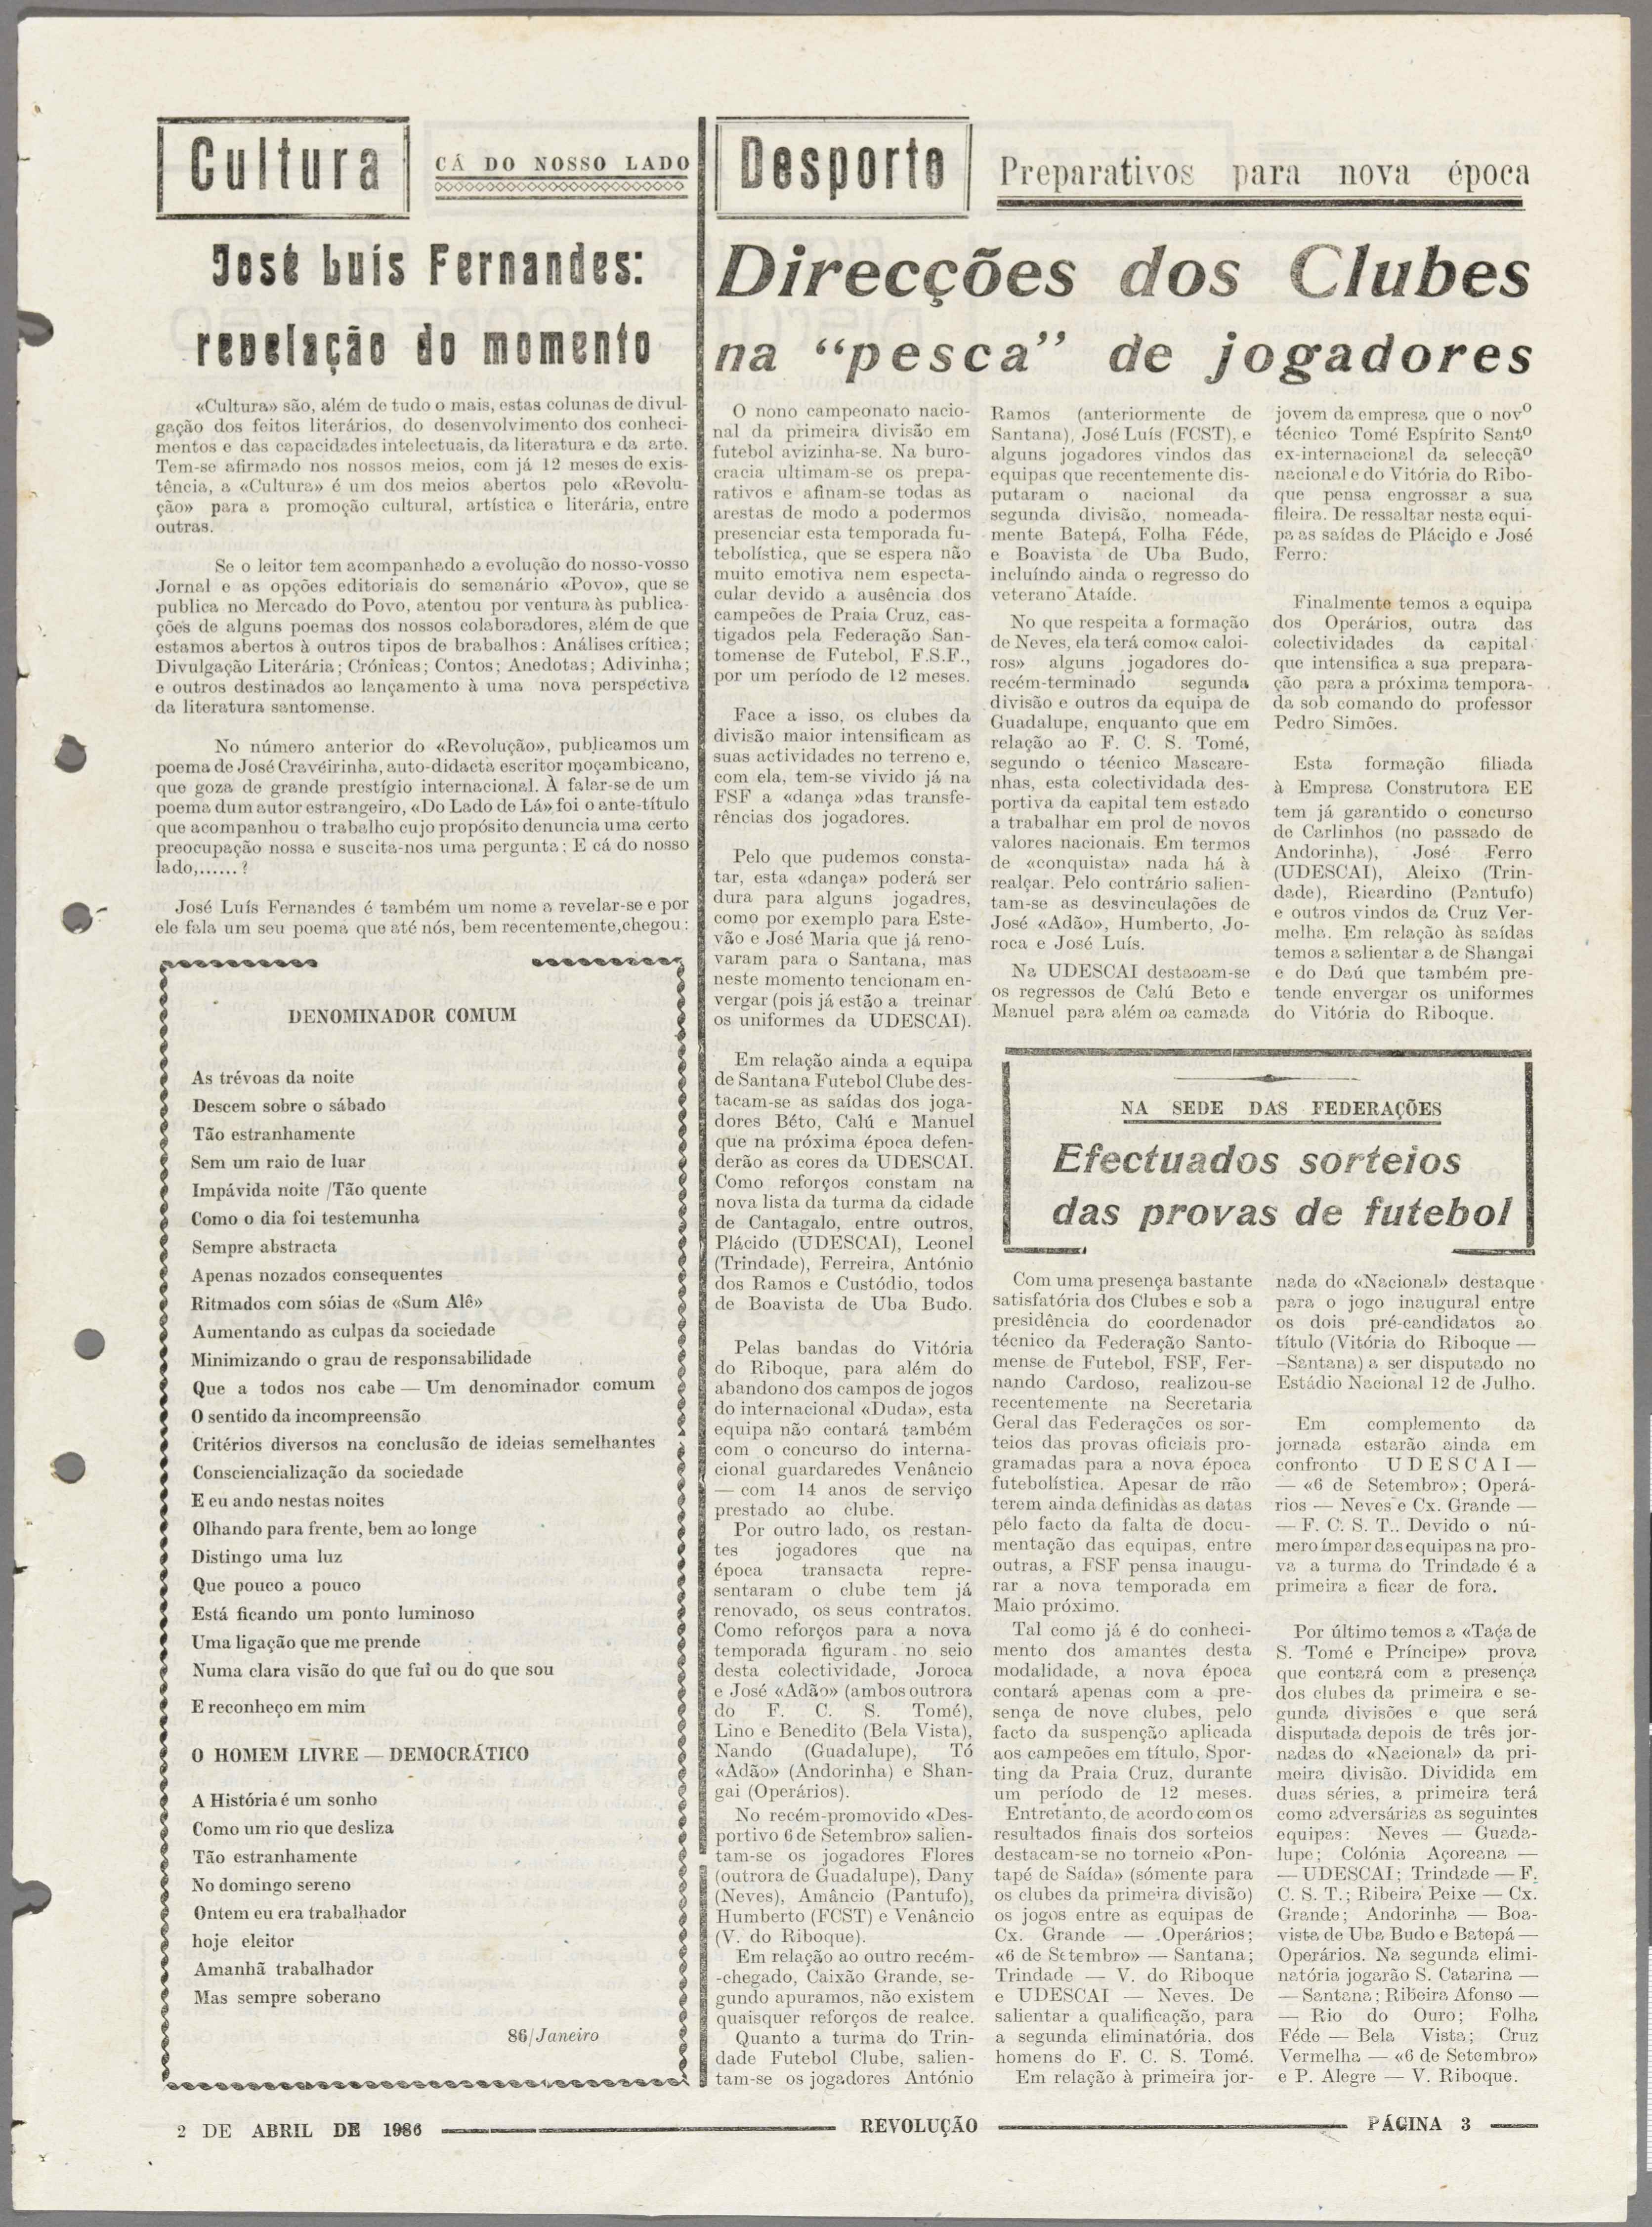 Cultura
CÁ DO NOSSO LADO
José Luís Fernandes:
revelação do momento
«Cultura» são, além de tudo o mais, estas colunas de divul-
gação dos feitos literários, do desenvolvimento dos conheci-
mentos e das capacidades intelectuais, da literatura e da arte.
Tem-se afirmado nos nossos meios, com já 12 meses de exis-
tência, a «Cultura» é um dos meios abertos pelo «Revolu-
ção» para a promoção cultural, artística e literária, entre
outras.
Se o leitor tem acompanhado a evolução do nosso-vosso
Jornal e as opções editoriais do semanário «Povo», que se
publica no Mercado do Povo, atentou por ventura às publica-
ções de alguns poemas dos nossos colaboradores, além de que
estamos abertos à outros tipos de brabalhos: Análises crítica;
Divulgação Literária; Crónicas; Contos; Anedotas; Adivinha;
e outros destinados ao lançamento à uma nova perspectiva
da literatura santomense.
No número anterior do «Revolução», publicamos um
poema de José Cravéirinha, auto-didacta escritor moçambicano,
que goza de grande prestígio internacional. À falar-se de um
poema dum autor estrangeiro, «Do Lado de Lá» foi o ante-título
que acompanhou o trabalho cujo propósito denuncia uma certo
preocupação nossa e suscita-nos uma pergunta: E cá do nosso
lado,......?
José Luís Fernandes é também um nome a revelar-se e por
ele fala um seu poema que até nós, bem recentemente,chegou:
DENOMINADOR COMUM
As trévoas da noite
Descem sobre o sábado
Tão estranhamente
Sem um raio de luar
Impávida noite /Tão quente
Como o dia foi testemunha
Sempre abstracta
Apenas nozados consequentes
Ritmados com sóias de «Sum Alê»
Aumentando as culpas da sociedade
Minimizando o grau de responsabilidade
Que a todos nos cabe — Um denominador comum
O sentido da incompreensão
Critérios diversos na conclusão de ideias semelhantes
Consciencialização da sociedade
E eu ando nestas noites
Olhando para frente, bem ao longe
Distingo uma luz
Que pouco a pouco
Está ficando um ponto luminoso
Uma ligação que me prende
Numa clara visão do que fui ou do que sou
E reconheço em mim
O HOMEM LIVRE — DEMOCRÁTICO
A História é um sonho
Como um rio que desliza
Tão estranhamente
No domingo sereno
Ontem eu era trabalhador
hoje eleitor
Amanhã trabalhador
Mas sempre soberano
86/Janeiro
Desporto
Preparativos para nova época
Direcções dos Clubes
na “pesca” de jogadores
O nono campeonato nacio-
nal da primeira divisão em
futebol avizinha-se. Na buro-
cracia ultimam-se os prepa-
rativos e afinam-se todas as
arestas de modo a podermos
presenciar esta temporada fu-
tebolística, que se espera não
muito emotiva nem especta-
cular devido a ausência dos
campeões de Praia Cruz, cas-
tigados pela Federação San-
tomense de Futebol, F.S.F.,
por um período de 12 meses.
Face a isso, os clubes da
divisão maior intensificam as
suas actividades no terreno e,
com ela, tem-se vivido já na
FSF a «dança »das transfe-
rências dos jogadores.
Pelo que pudemos consta-
tar, esta «dança» poderá ser
dura para alguns jogadres,
como por exemplo para Este-
vão e José Maria que já reno-
varam para o Santana, mas
neste momento tencionam en-
vergar (pois já estão a treinar
os uniformes da UDESCAI).
Em relação ainda a equipa
de Santana Futebol Clube des-
tacam-se as saídas dos joga-
dores Béto, Calú e Manuel
que na próxima época defen-
derão as cores da UDESCAI.
Como reforços constam na
nova lista da turma da cidade
de Cantagalo, entre outros,
Plácido (UDESCAI), Leonel
(Trindade), Ferreira, António
dos Ramos e Custódio, todos
de Boavista de Uba Budo.
Pelas bandas do Vitória
do Riboque, para além do
abandono dos campos de jogos
do internacional «Duda», esta
equipa não contará também
com o concurso do interna-
cional guardaredes Venâncio
— com 14 anos de serviço
prestado ao clube.
Por outro lado, os restan-
tes jogadores que na
época transacta repre-
sentaram o clube tem já
renovado, os seus contratos.
Como reforços para a nova
temporada figuram no seio
desta colectividade, Joroca
e José «Adão» (ambos outrora
do F. C. S. Tomé),
Lino e Benedito (Bela Vista),
Nando (Guadalupe), Tó
«Adão» (Andorinha) e Shan-
gai (Operários).
No recém-promovido «Des-
portivo 6 de Setembro» salien-
tam-se os jogadores Flores
(outrora de Guadalupe), Dany
(Neves), Amâncio (Pantufo),
Humberto (FCST) e Venâncio
(V. do Riboque).
Em relação ao outro recém-
-chegado, Caixão Grande, se-
gundo apuramos, não existem
quaisquer reforços de realce.
Quanto a turma do Trin-
dade Futebol Clube, salien-
tam-se os jogadores António
Ramos (anteriormente de
Santana), José Luís (FCST), e
alguns jogadores vindos das
equipas que recentemente dis-
putaram o nacional da
segunda divisão, nomeada-
mente Batepá, Folha Féde,
e Boavista de Uba Budo,
incluíndo ainda o regresso do
veterano Ataíde.
No que respeita a formação
de Neves, ela terá como« caloi-
ros» alguns jogadores do-
recém-terminado segunda
divisão e outros da equipa de
Guadalupe, enquanto que em
relação ao F. C. S. Tomé,
segundo o técnico Mascare-
nhas, esta colectividada des-
portiva da capital tem estado
a trabalhar em prol de novos
valores nacionais. Em termos
de «conquista» nada há à
realçar. Pelo contrário salien-
tam-se as desvinculações de
José «Adão», Humberto, Jo-
roca e José Luís.
Na UDESCAI destaoam-se
os regressos de Calú Beto e
Manuel para além oa camada
jovem da empresa que o novo
técnico Tomé Espírito Santo
ex-internacional da selecção
nacional e do Vitória do Ribo-
que pensa engrossar a sua
fileira. De ressaltar nesta equi-
pa as saídas de Plácido e José
Ferro.
Finalmente temos a equipa
dos Operários, outra das
colectividades da capital
que intensifica a sua prepara-
ção para a próxima tempora-
da sob comando do professor
Pedro Simões.
Esta formação filiada
à Empresa Construtora EE
tem já garantido o concurso
de Carlinhos (no passado de
Andorinha), José Ferro
(UDESCAI), Aleixo (Trin-
dade), Ricardino (Pantufo)
e outros vindos da Cruz Ver-
melha. Em relação às saídas
temos a salientar a de Shangai
e do Daú que também pre-
tende envergar os uniformes
do Vitória do Riboque.
NA SEDE DAS FEDERAÇÕES
Efectuados sorteios
das provas de futebol
Com uma presença bastante
satisfatória dos Clubes e sob a
presidência do coordenador
técnico da Federação Santo-
mense de Futebol, FSF, Fer-
nando Cardoso, realizou-se
recentemente na Secretaria
Geral das Federações os sor-
teios das provas oficiais pro-
gramadas para a nova época
futebolística. Apesar de não
terem ainda definidas as datas
pelo facto da falta de docu-
mentação das equipas, entre
outras, a FSF pensa inaugu-
rar a nova temporada em
Maio próximo.
Tal como já é do conheci-
mento dos amantes desta
modalidade, a nova época
contará apenas com a pre-
sença de nove clubes, pelo
facto da suspenção aplicada
aos campeões em título, Spor-
ting da Praia Cruz, durante
um período de 12 meses.
Entretanto, de acordo com os
resultados finais dos sorteios
destacam-se no torneio «Pon-
tapé de Saída» (sómente para
os clubes da primeira divisão)
os jogos entre as equipas de
Cx. Grande — .Operários;
«6 de Setembro» — Santana;
Trindade — V. do Riboque
e UDESCAI — Neves. De
salientar a qualificação, para
a segunda eliminatória, dos
homens do F. C. S. Tomé.
Em relação à primeira jor-
nada do «Nacional» destaque
para o jogo inaugural entre
os dois pré-candidatos ao
título (Vitória do Riboque —
-Santana) a ser disputado no
Estádio Nacional 12 de Julho.
Em complemento da
jornada estarão ainda em
confronto UDESCAI —
— «6 de Setembro»; Operá-
rios — Neves e Cx. Grande —
— F. C. S. T.. Devido o nú-
mero ímpar das equipas na pro-
va a turma do Trindade é a
primeira a ficar de fora.
Por último temos a «Taça de
S. Tomé e Príncipe» prova
que contará com a presença
dos clubes da primeira e se-
gunda divisões e que será
disputada depois de três jor-
nadas do «Nacional» da pri-
meira divisão. Dividida em
duas séries, a primeira terá
como adversárias as seguintes
equipas: Neves — Guada-
lupe; Colónia Açoreana —
— UDESCAI; Trindade — F.
C. S. T.; Ribeira Peixe — Cx.
Grande; Andorinha — Boa-
vista de Uba Budo e Batepá —
Operários. Na segunda elimi-
natória jogarão S. Catarina —
— Santana; Ribeira Afonso —
— Rio do Ouro; Folha
Féde — Bela Vista; Cruz
Vermelha — «6 de Setembro»
e P. Alegre — V. Riboque.
2 DE ABRIL DE 1986 REVOLUÇÃO PÁGINA 3